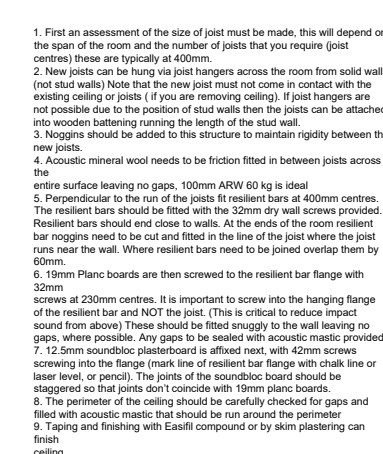 1. First an assessment of the size of joist must be made, this will depend on
the span of the room and the number of joists that you require (joist
centres) these are typically at 400mm.
2. New joists can be hung via joist hangers across the room from solid wall
(not stud walls) Note that the new joist must not come in contact with the
existing ceiling or joists ( if you are removing ceiling). If joist hangers are
not possible due to the position of stud walls then the joists can be attached
into wooden battening running the length of the stud wall.
3. Noggins should be added to this structure to maintain rigidity between th
new joists.
4. Acoustic mineral wool needs to be friction fitted in between joists across
the
entire surface leaving no gaps, 100mm ARW 60 kg is ideal
5. Perpendicular to the run of the joists fit resilient bars at 400mm centres.
The resilient bars should be fitted with the 32mm dry wall screws provided.
Resilient bars should end close to walls. At the ends of the room resilient
bar noggins need to be cut and fitted in the line of the joist where the joist
runs near the wall. Where resilient bars need to be joined overlap them by
60mm.
6. 19mm Planc boards are then screwed to the resilient bar flange with
32mm
screws at 230mm centres. It is important to screw into the hanging flange
of the resilient bar and NOT the joist. (This is critical to reduce impact
sound from above) These should be fitted snuggly to the wall leaving no
gaps, where possible. Any gaps to be sealed with acoustic mastic provided
7. 12.5mm soundbloc plasterboard is affixed next, with 42mm screws
screwing into the flange (mark line of resilient bar flange with chalk line or
laser level, or pencil). The joints of the soundbloc board should be
staggered so that joints don't coincide with 19mm planc boards.
8. The perimeter of the ceiling should be carefully checked for gaps and
filled with acoustic mastic that should be run around the perimeter
9. Taping and finishing with Easifil compound or by skim plastering can
finish
ceiling